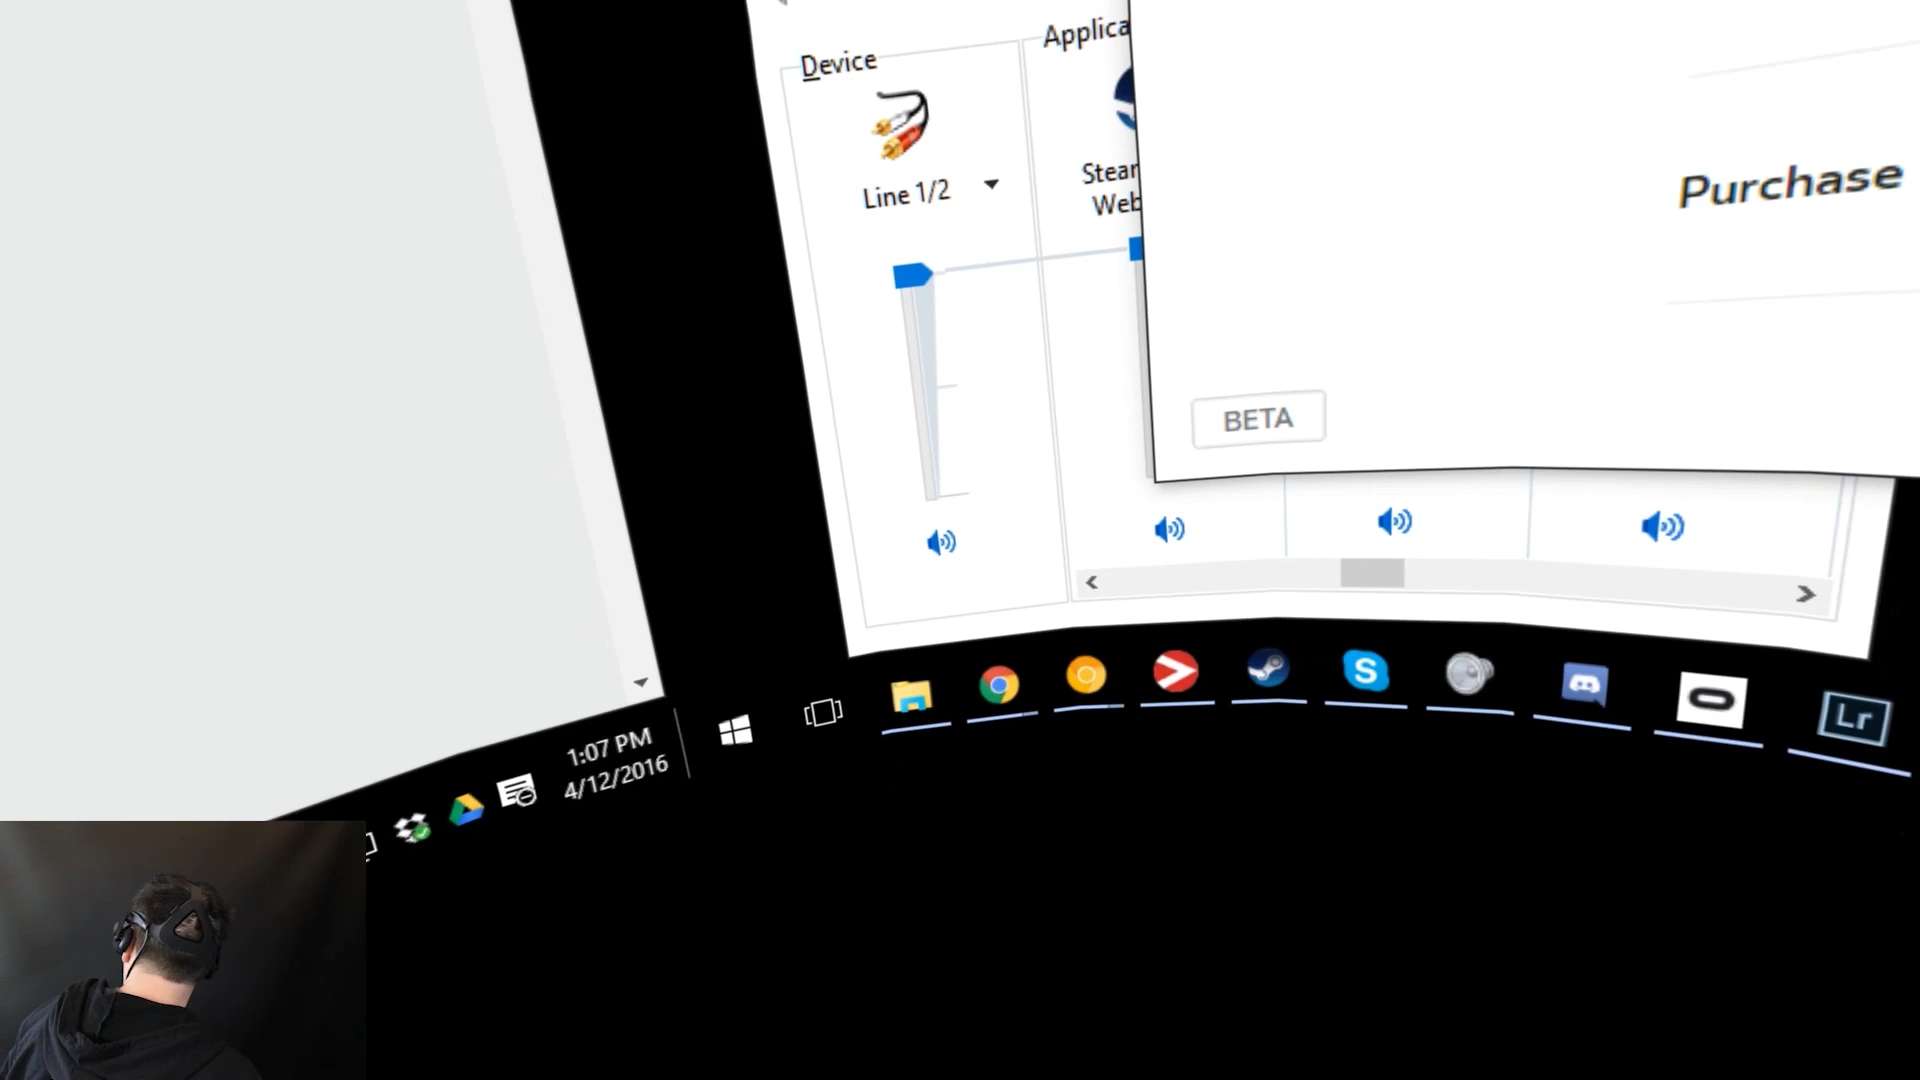 Device
Applica
Line 1/2
Stear
Web
Purchase
BETA
S
Lr
1:07 PM
4/12/2016